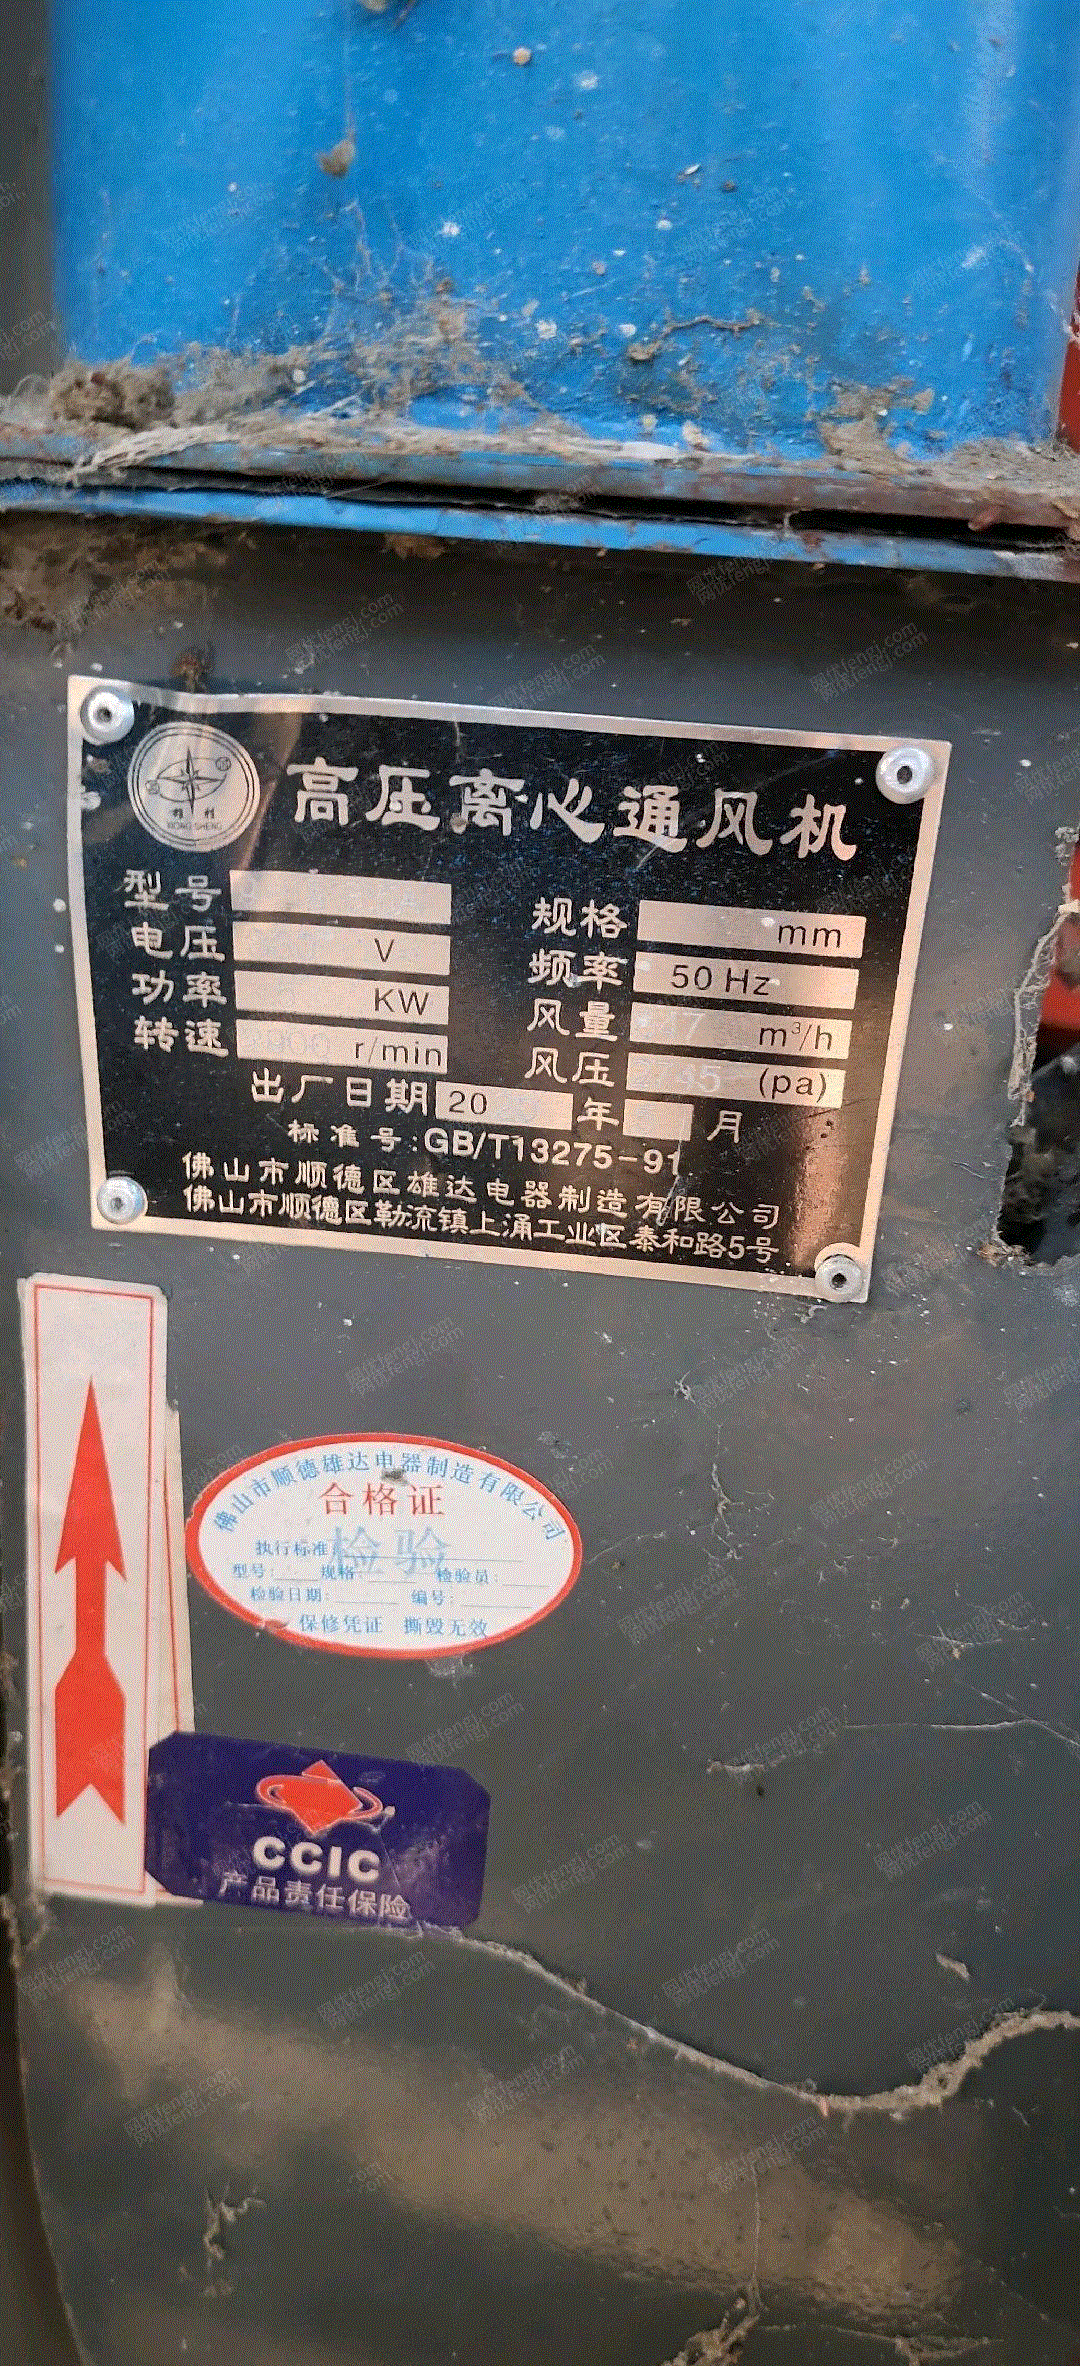 高压离心通风机
型号
电压 V
功率 KW
转速 r/min
规格 mm
频率 50Hz
风量 m³/h
风压 (pa)
出厂日期 20 年 月
标准号:GB/T13275-91
佛山市顺德区雄达电器制造有限公司
佛山市顺德区勒流镇上涌工业区泰和路5号
佛山市顺德雄达电器制造有限公司
合格证
检验
执行标准:
型号: 规格: 检验员:
检验日期: 编号:
保修凭证 撕毁无效
CCIC
产品责任保险